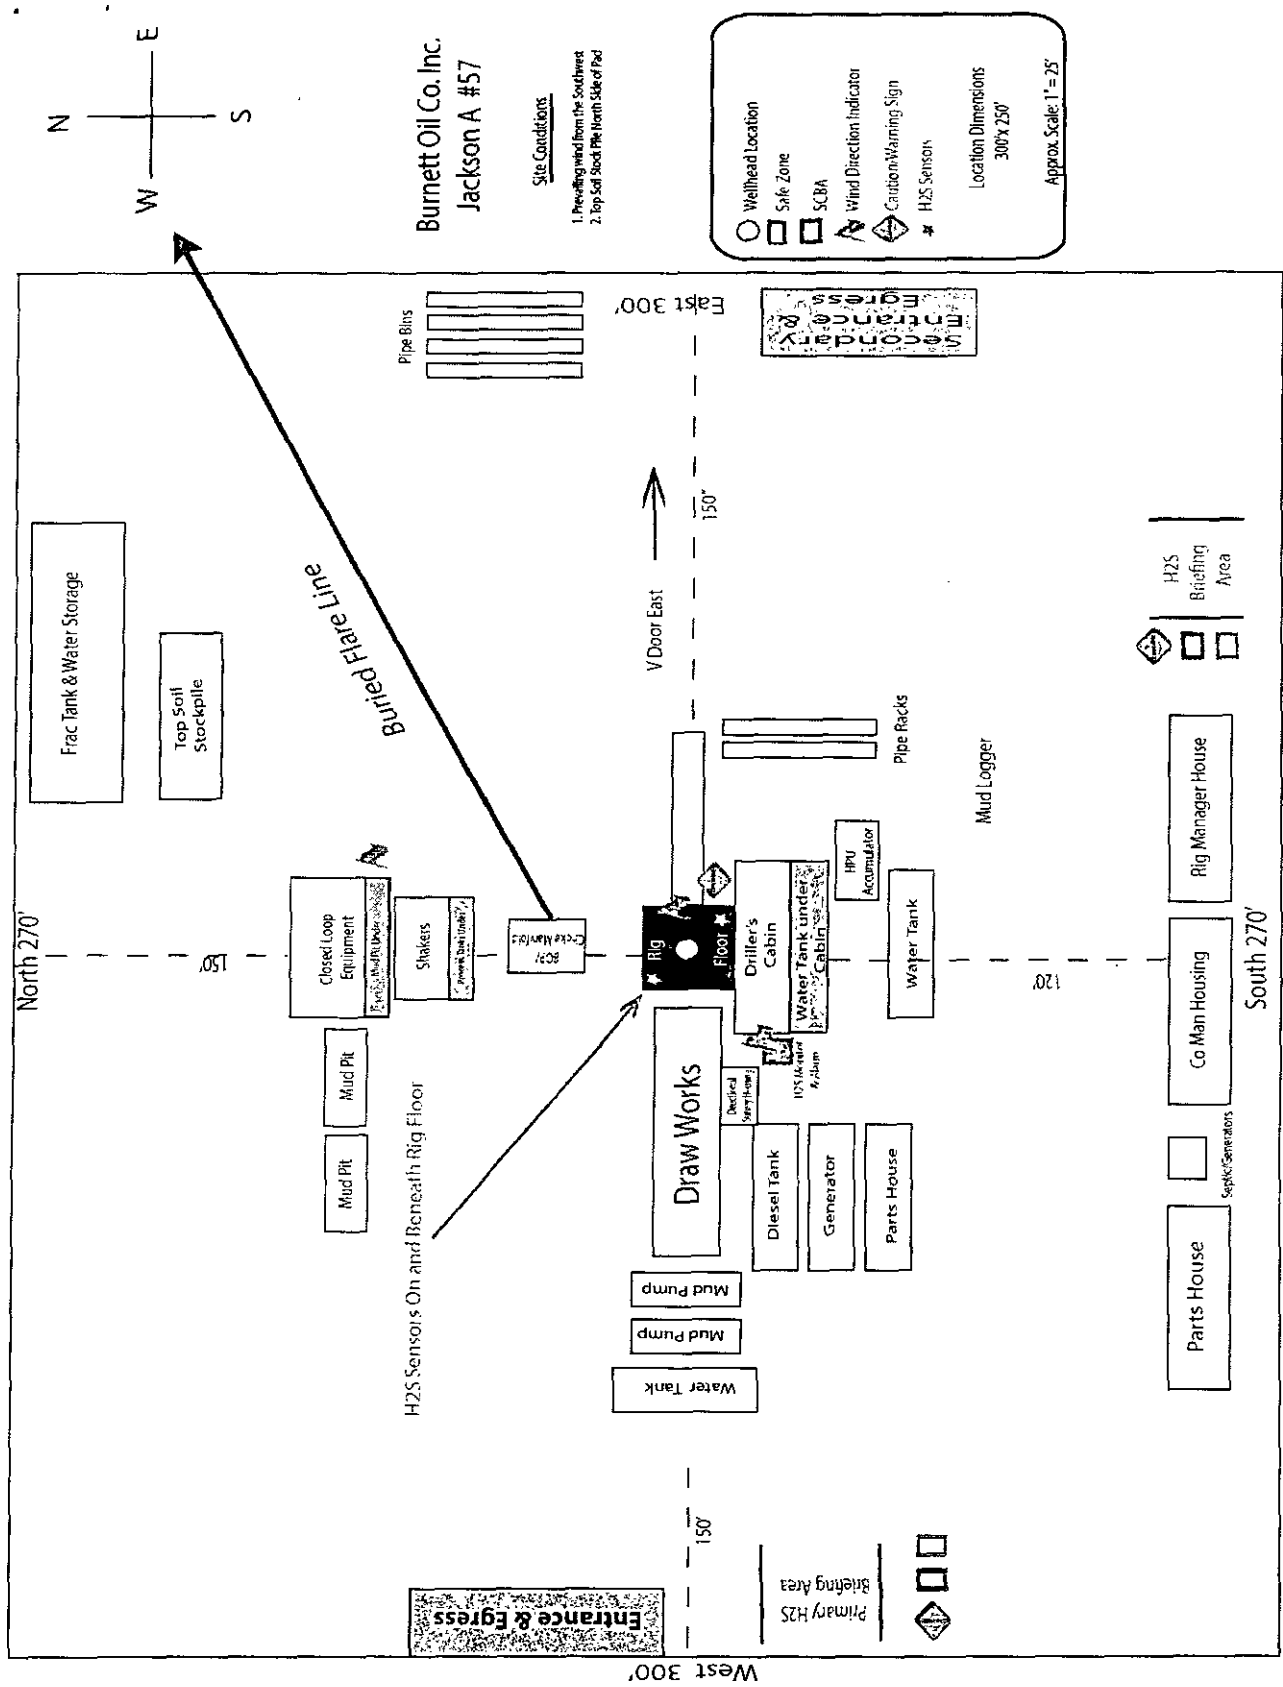 N
W
E
S
Burnett Oil Co. Inc.
Jackson A #57
Site Conditions
1. Prevailing wind from the Southwest
2. Top Soil Stock Pile North Side of Pad
Wellhead Location
Safe Zone
SCBA
Wind Direction Indicator
Caution-Warning Sign
H2S Sensors
Location Dimensions
300'x 250'
Approx. Scale: 1" = 25'
North 270'
150'
Frac Tank & Water Storage
Top Soil
Stockpile
Buried Flare Line
Pipe Bins
East 300'
Secondary
Entrance &
Egress
V Door East
150"
Closed Loop
Equipment
Shakers
Choke Manifold
Mud Pit
Mud Pit
H2S Sensors On and Beneath Rig Floor
Rig
Floor
Driller's
Cabin
Water Tank under
Cabin
HPU
Accumulator
Water Tank
Pipe Racks
Mud Logger
Draw Works
H2S Monitor
& Alarm
Diesel Tank
Generator
Parts House
Mud Pump
Mud Pump
Water Tank
120'
H2S
Briefing
Area
Rig Manager House
Co Man Housing
Septic/Generators
Parts House
South 270'
150'
Entrance & Egress
Primary H2S
Briefing Area
West 300'